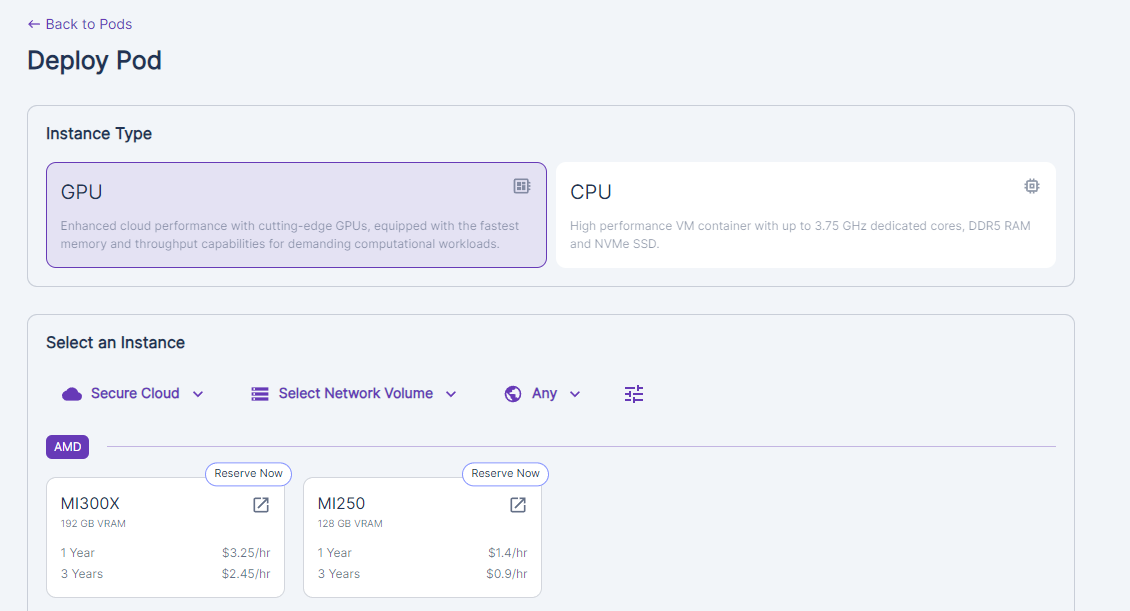 ← Back to Pods
Deploy Pod
Instance Type
GPU
Enhanced cloud performance with cutting-edge GPUs, equipped with the fastest
memory and throughput capabilities for demanding computational workloads.
CPU
High performance VM container with up to 3.75 GHz dedicated cores, DDR5 RAM
and NVMe SSD.
Select an Instance
Secure Cloud
Select Network Volume
Any
AMD
Reserve Now
MI300X
192 GB VRAM
1 Year $3.25/hr
3 Years $2.45/hr
Reserve Now
MI250
128 GB VRAM
1 Year $1.4/hr
3 Years $0.9/hr